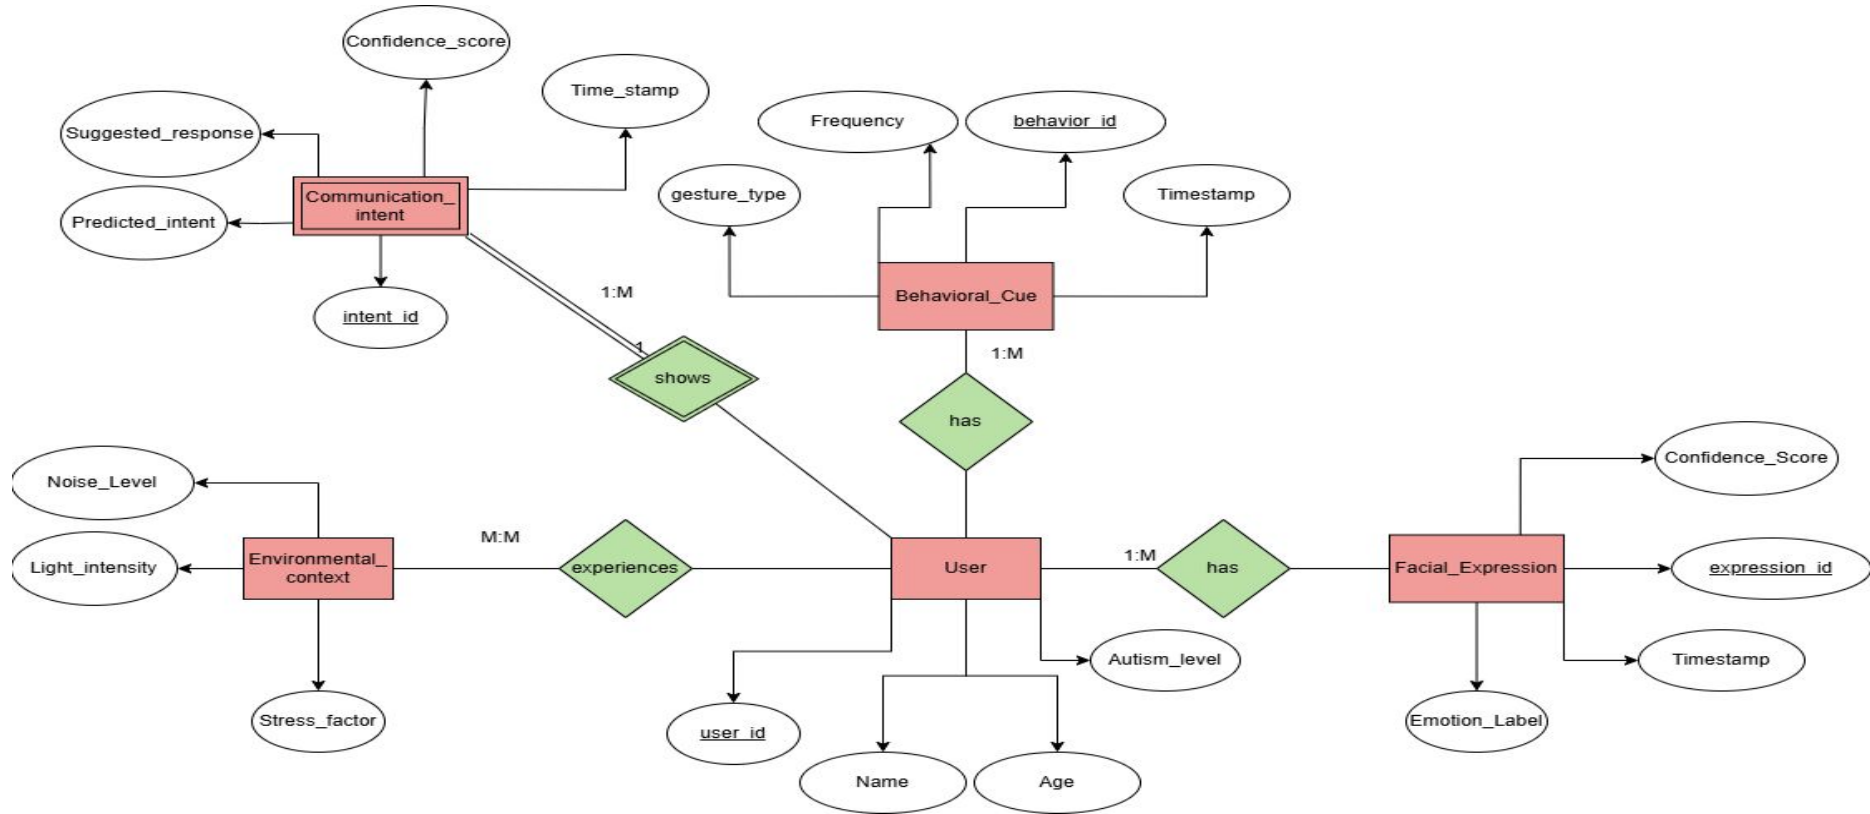 Confidence_score
Time_stamp
Suggested_response
Frequency
behavior_id
gesture_type
Timestamp
Communication_
intent
Predicted_intent
1:M
Behavioral_Cue
intent_id
1
1:M
shows
has
Confidence_Score
Noise_Level
M:M
1:M
Environmental_
context
Light_intensity
experiences
User
has
Facial_Expression
expression_id
Autism_level
Timestamp
Stress_factor
user_id
Emotion_Label
Name
Age